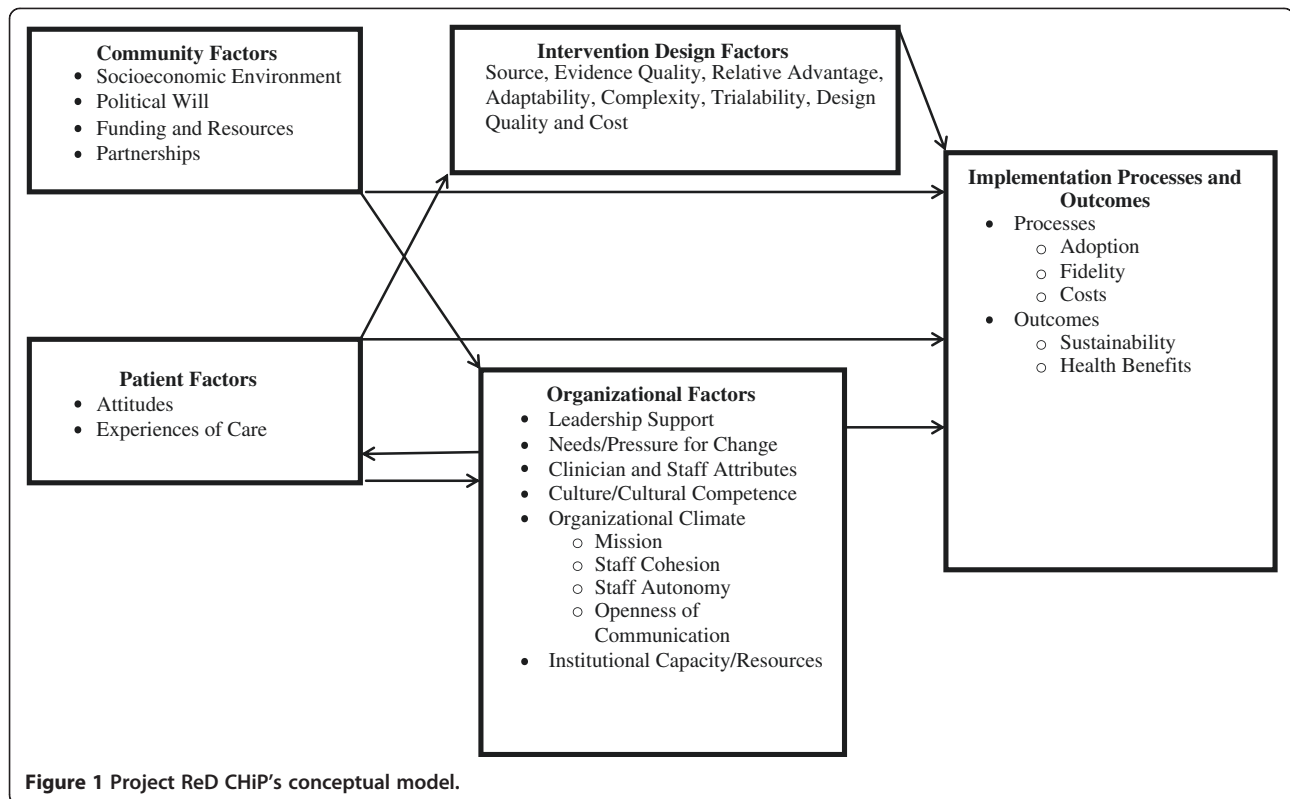 Community Factors
• Socioeconomic Environment
• Political Will
• Funding and Resources
• Partnerships
Intervention Design Factors
Source, Evidence Quality, Relative Advantage,
Adaptability, Complexity, Trialability, Design
Quality and Cost
Implementation Processes and
Outcomes
• Processes
○ Adoption
○ Fidelity
○ Costs
• Outcomes
○ Sustainability
○ Health Benefits
Patient Factors
• Attitudes
• Experiences of Care
Organizational Factors
• Leadership Support
• Needs/Pressure for Change
• Clinician and Staff Attributes
• Culture/Cultural Competence
• Organizational Climate
○ Mission
○ Staff Cohesion
○ Staff Autonomy
○ Openness of
Communication
• Institutional Capacity/Resources
Figure 1 Project ReD CHiP's conceptual model.